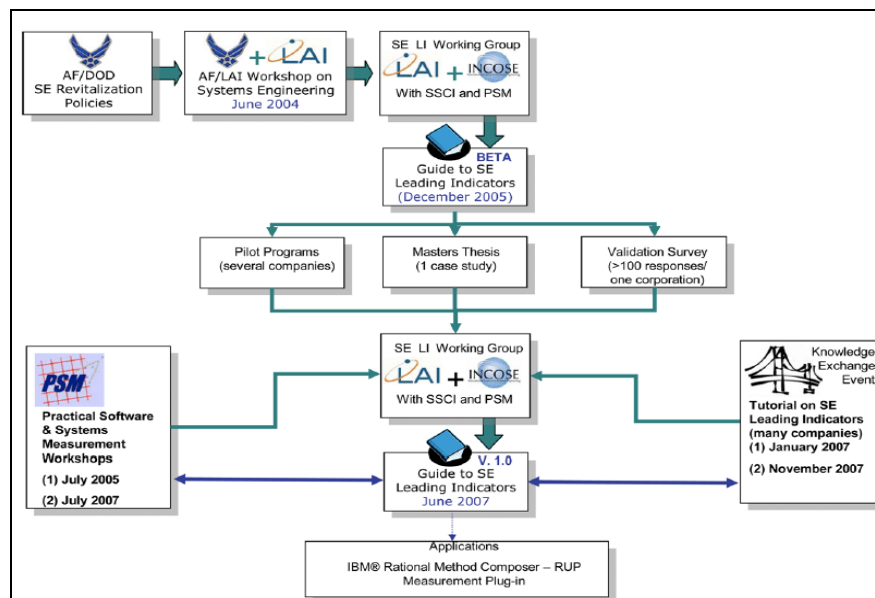 AF/DOD
SE Revitalization
Policies
+ LAI
AF/LAI Workshop on
Systems Engineering
June 2004
SE LI Working Group
LAI + INCOSE
With SSCI and PSM
BETA
Guide to SE
Leading Indicators
(December 2005)
Pilot Programs
(several companies)
Masters Thesis
(1 case study)
Validation Survey
(>100 responses/
one corporation)
SE LI Working Group
LAI + INCOSE
With SSCI and PSM
PSM
Practical Software
& Systems
Measurement
Workshops
(1) July 2005
(2) July 2007
Knowledge
Exchange
Event
Tutorial on SE
Leading Indicators
(many companies)
(1) January 2007
(2) November 2007
V. 1.0
Guide to SE
Leading Indicators
June 2007
Applications
IBM® Rational Method Composer – RUP
Measurement Plug-in